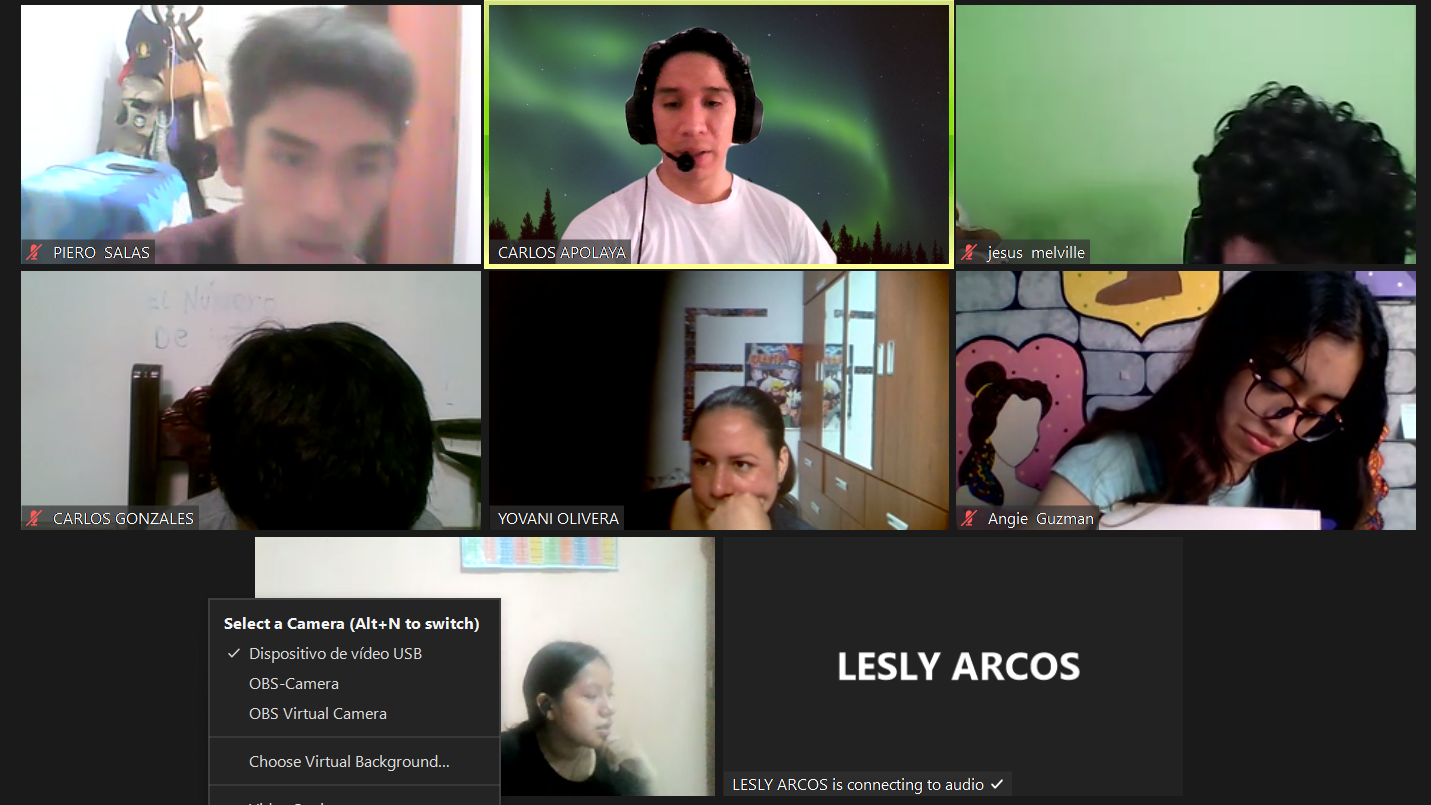 PIERO SALAS
CARLOS APOLAYA
jesus melville
EL NÚMERO
DE
CARLOS GONZALES
YOVANI OLIVERA
Angie Guzman
Select a Camera (Alt+N to switch)
Dispositivo de vídeo USB
OBS-Camera
OBS Virtual Camera
Choose Virtual Background...
LESLY ARCOS
LESLY ARCOS is connecting to audio